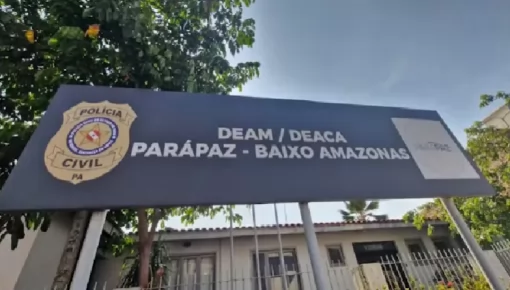 POLÍCIA
CIVIL
PA
DEAM / DEACA
PARÁPAZ - BAIXO AMAZONAS